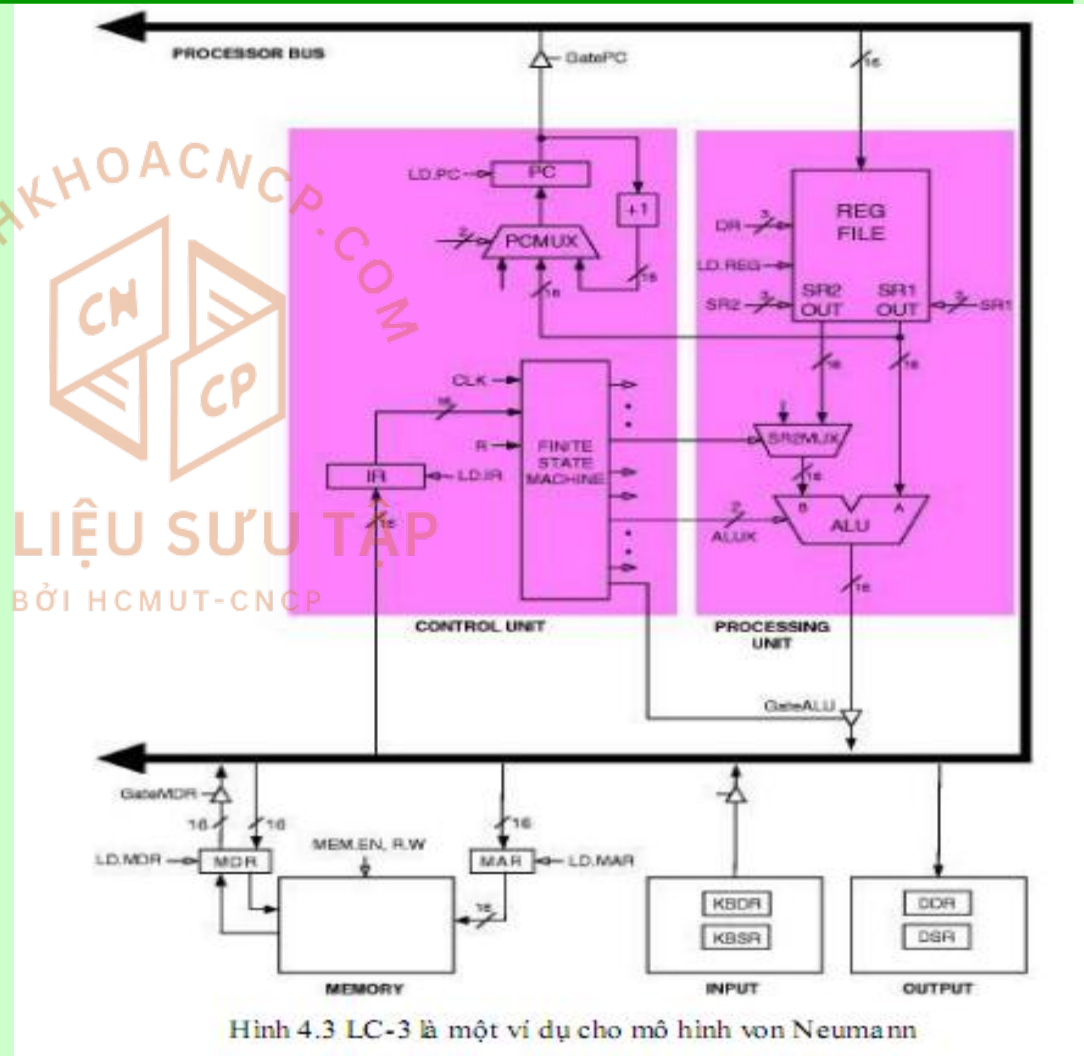 PROCESSOR BUS
GatePC
16
HKHOACNCP.COM
LD.PC
PC
+1
2
PCMUX
16
16
REG
FILE
DR
3
LD.REG
SR2
3
SR2
OUT
SR1
OUT
3
SR1
16
16
CN
CP
CLK
16
R
FINITE
STATE
MACHINE
IR
LD.IR
16
SR2MUX
16
B
A
ALU
2
ALUX
16
LIỆU SƯU TẬP
BỞI HCMUT-CNCP
CONTROL UNIT
PROCESSING
UNIT
GateALU
GateMDR
16
16
16
LD.MDR
MDR
MEM.EN, R.W
MAR
LD.MAR
16
KBDR
KBSR
DDR
DSR
MEMORY
INPUT
OUTPUT
Hình 4.3 LC-3 là một ví dụ cho mô hình von Neumann